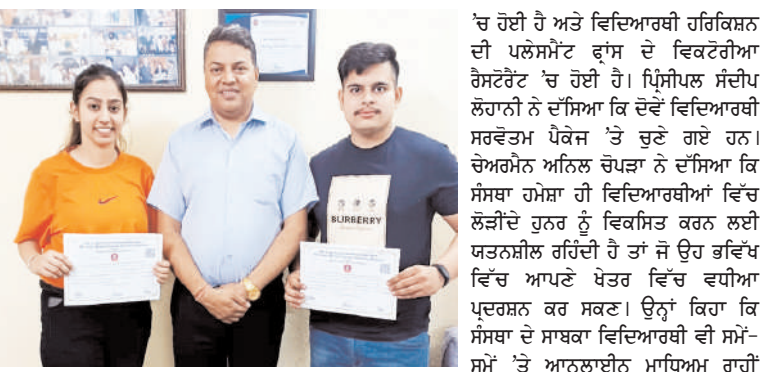 BURBERRY
'ਚ ਹੋਈ ਹੈ ਅਤੇ ਵਿਦਿਆਰਥੀ ਹਰਿਕਿਸ਼ਨ
ਦੀ ਪਲੇਸਮੈਂਟ ਫ੍ਰਾਂਸ ਦੇ ਵਿਕਟੋਰੀਆ
ਰੈਸਟੋਰੈਂਟ 'ਚ ਹੋਈ ਹੈ। ਪ੍ਰਿੰਸੀਪਲ ਸੰਦੀਪ
ਲੋਹਾਨੀ ਨੇ ਦੱਸਿਆ ਕਿ ਦੋਵੇਂ ਵਿਦਿਆਰਥੀ
ਸਰਵੋਤਮ ਪੈਕੇਜ 'ਤੇ ਚੁਣੇ ਗਏ ਹਨ।
ਚੇਅਰਮੈਨ ਅਨਿਲ ਚੋਪੜਾ ਨੇ ਦੱਸਿਆ ਕਿ
ਸੰਸਥਾ ਹਮੇਸ਼ਾ ਹੀ ਵਿਦਿਆਰਥੀਆਂ ਵਿੱਚ
ਲੋੜੀਂਦੇ ਹੁਨਰ ਨੂੰ ਵਿਕਸਿਤ ਕਰਨ ਲਈ
ਯਤਨਸ਼ੀਲ ਰਹਿੰਦੀ ਹੈ ਤਾਂ ਜੋ ਉਹ ਭਵਿੱਖ
ਵਿੱਚ ਆਪਣੇ ਖੇਤਰ ਵਿੱਚ ਵਧੀਆ
ਪ੍ਰਦਰਸ਼ਨ ਕਰ ਸਕਣ। ਉਨ੍ਹਾਂ ਕਿਹਾ ਕਿ
ਸੰਸਥਾ ਦੇ ਸਾਬਕਾ ਵਿਦਿਆਰਥੀ ਵੀ ਸਮੇਂ-
ਸਮੇਂ 'ਤੇ ਆਨਲਾਈਨ ਮਾਧਿਅਮ ਰਾਹੀਂ